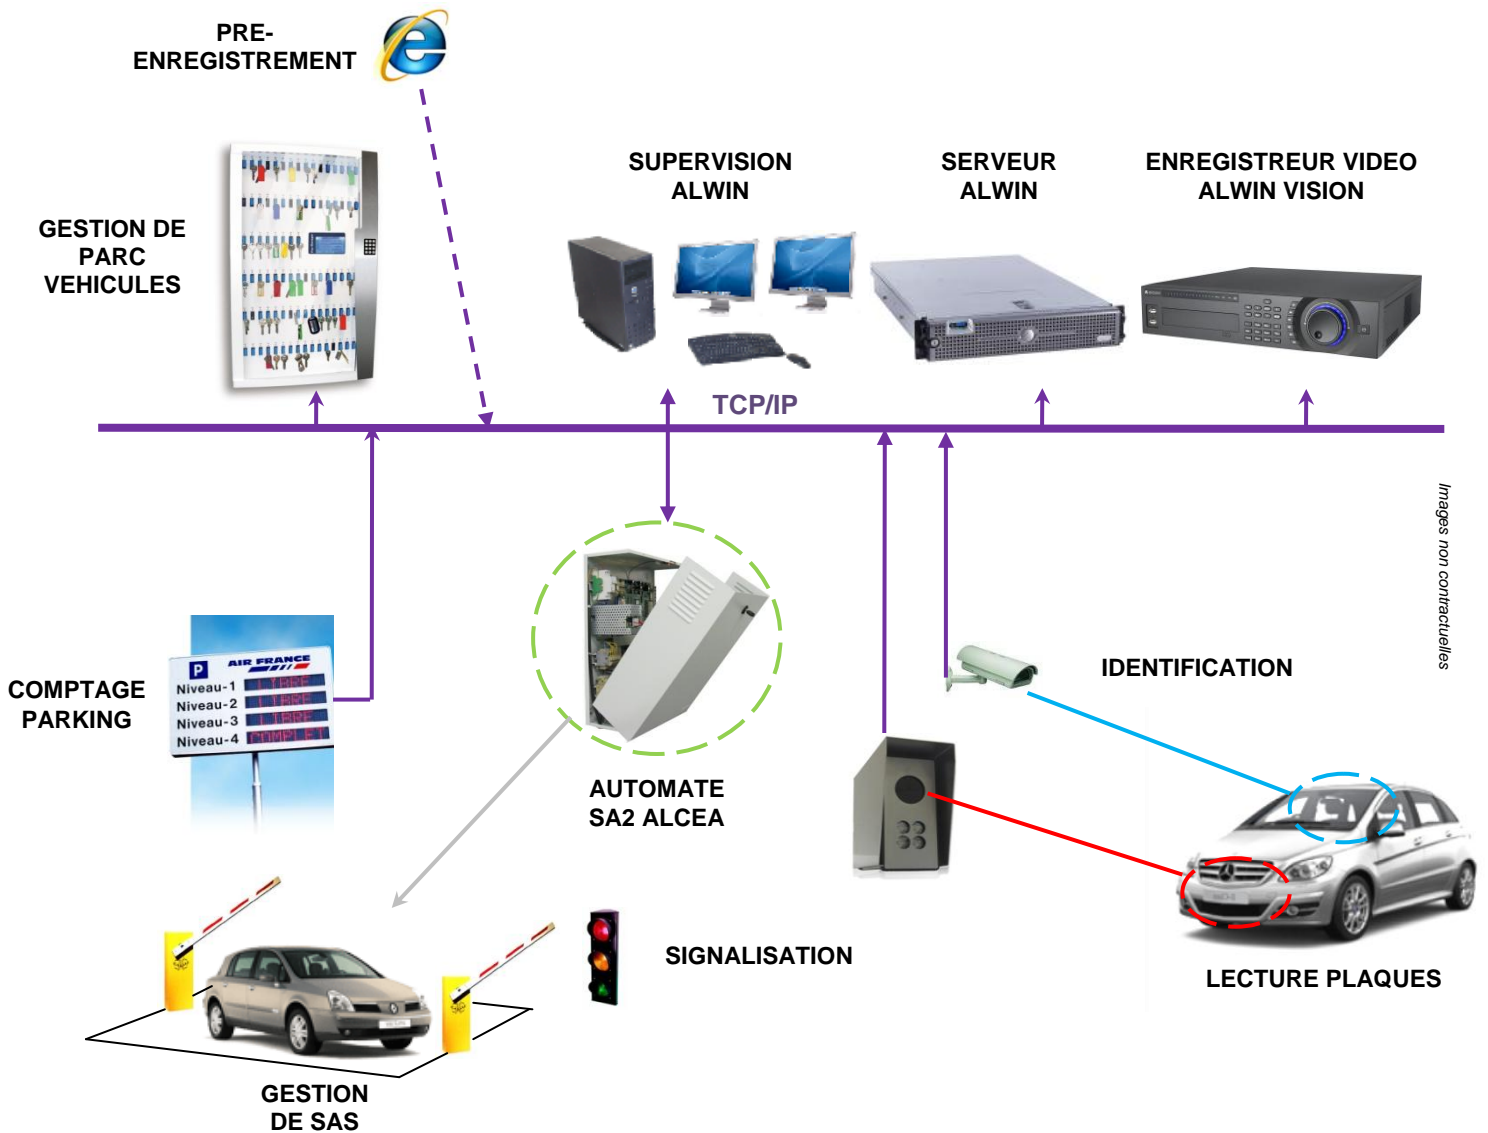 PRE-
ENREGISTREMENT
SUPERVISION
ALWIN
SERVEUR
ALWIN
ENREGISTREUR VIDEO
ALWIN VISION
GESTION DE
PARC
VEHICULES
TCP/IP
Images non contractuelles
COMPTAGE
PARKING
P
AIR FRANCE
Niveau-1 LIBRE
Niveau-2 LIBRE
Niveau-3 LIBRE
Niveau-4 COMPLET
IDENTIFICATION
AUTOMATE
SA2 ALCEA
SIGNALISATION
LECTURE PLAQUES
GESTION
DE SAS